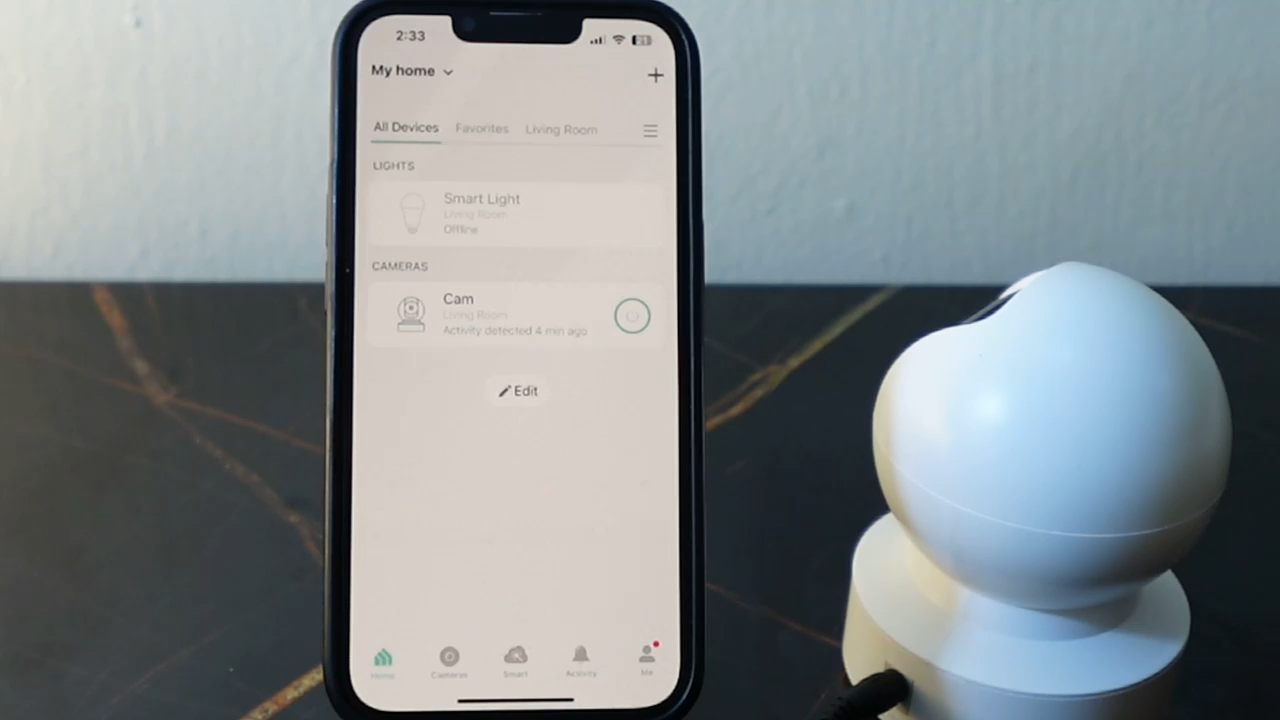 2:33
21
My home
All Devices Favorites Living Room
LIGHTS
Smart Light
Living Room
Offline
CAMERAS
Cam
Living Room
Activity detected 4 min ago
Edit
Home Cameras Smart Activity Me